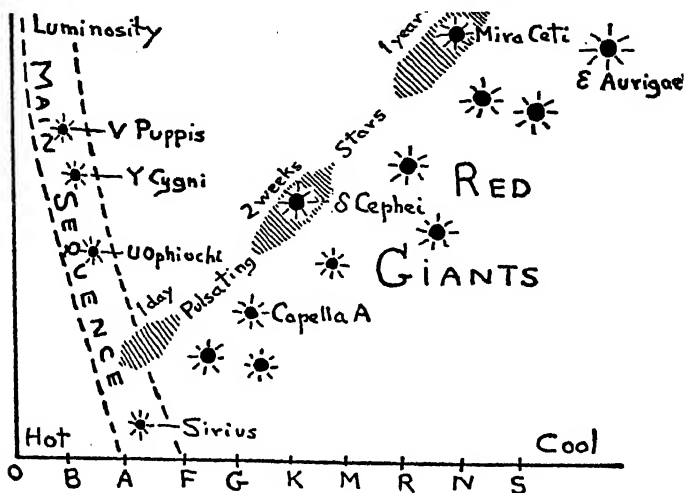 Luminosity
MAIN SEQUENCE
V Puppis
Y Cygni
U Ophiuchi
Sirius
1 day
Pulsating Stars
2 weeks
1 year
Mira Ceti
ε Aurigae
δ Cephei
Capella A
RED
GIANTS
Hot
Cool
O B A F G K M R N S